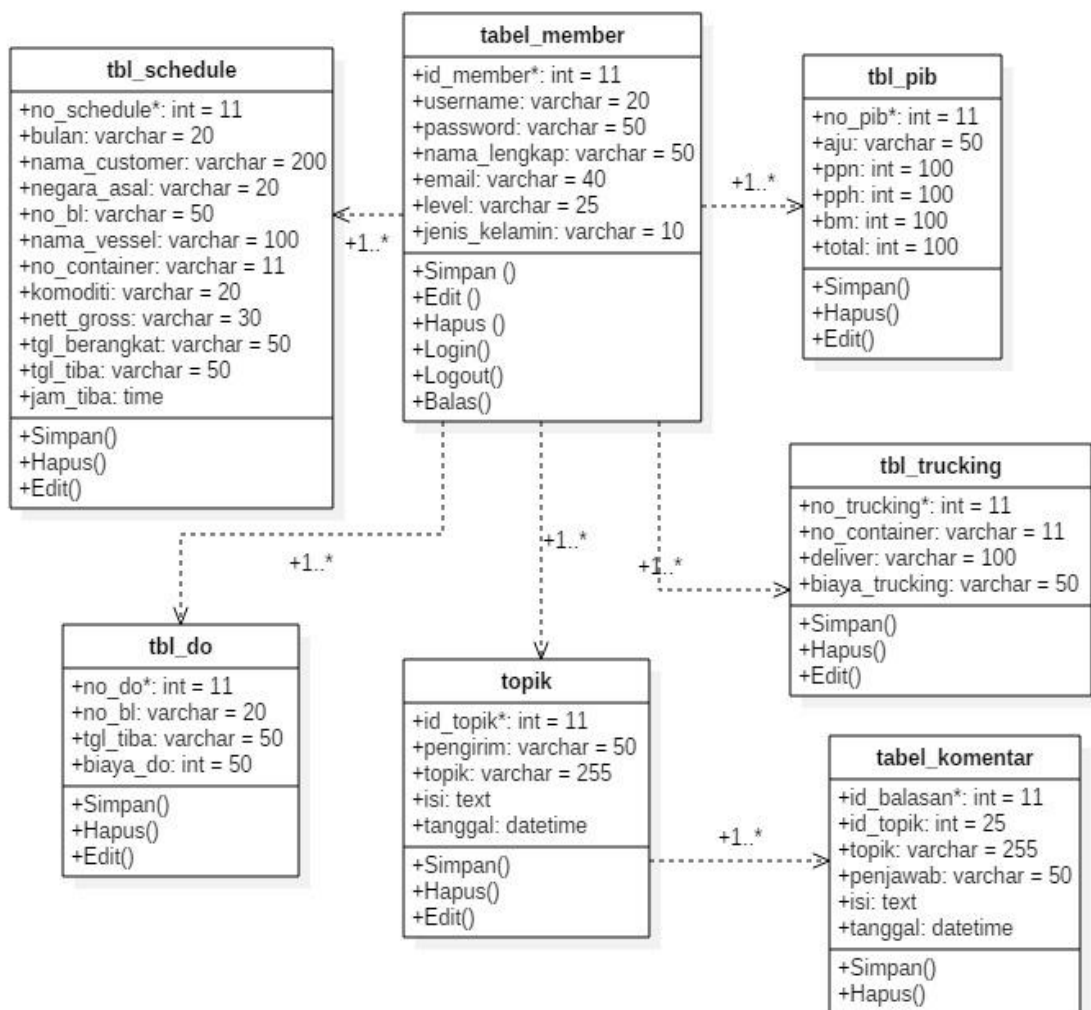 tbl_schedule
+no_schedule*: int = 11
+bulan: varchar = 20
+nama_customer: varchar = 200
+negara_asal: varchar = 20
+no_bl: varchar = 50
+nama_vessel: varchar = 100
+no_container: varchar = 11
+komoditi: varchar = 20
+nett_gross: varchar = 30
+tgl_berangkat: varchar = 50
+tgl_tiba: varchar = 50
+jam_tiba: time
+Simpan()
+Hapus()
+Edit()
+1..*
tabel_member
+id_member*: int = 11
+username: varchar = 20
+password: varchar = 50
+nama_lengkap: varchar = 50
+email: varchar = 40
+level: varchar = 25
+jenis_kelamin: varchar = 10
+Simpan ()
+Edit ()
+Hapus ()
+Login()
+Logout()
+Balas()
+1..*
tbl_pib
+no_pib*: int = 11
+aju: varchar = 50
+ppn: int = 100
+pph: int = 100
+bm: int = 100
+total: int = 100
+Simpan()
+Hapus()
+Edit()
+1..*
+1..*
+1..*
tbl_trucking
+no_trucking*: int = 11
+no_container: varchar = 11
+deliver: varchar = 100
+biaya_trucking: varchar = 50
+Simpan()
+Hapus()
+Edit()
tbl_do
+no_do*: int = 11
+no_bl: varchar = 20
+tgl_tiba: varchar = 50
+biaya_do: int = 50
+Simpan()
+Hapus()
+Edit()
topik
+id_topik*: int = 11
+pengirim: varchar = 50
+topik: varchar = 255
+isi: text
+tanggal: datetime
+Simpan()
+Hapus()
+Edit()
+1..*
tabel_komentar
+id_balasan*: int = 11
+id_topik: int = 25
+topik: varchar = 255
+penjawab: varchar = 50
+isi: text
+tanggal: datetime
+Simpan()
+Hapus()